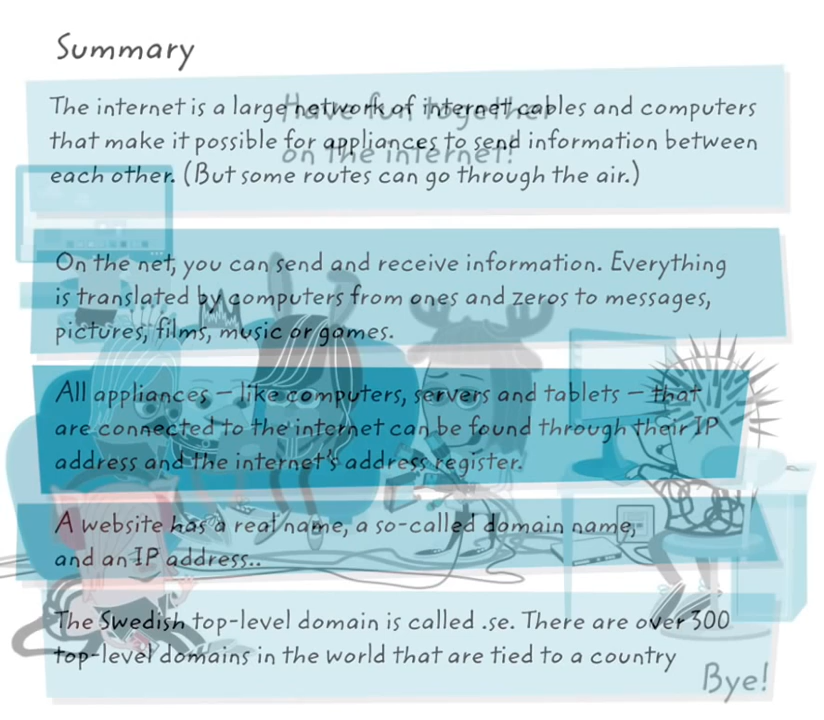 Summary
The internet is a large network of internet cables and computers
that make it possible for appliances to send information between
each other. (But some routes can go through the air.)
Have fun together
on the internet!
On the net, you can send and receive information. Everything
is translated by computers from ones and zeros to messages,
pictures, films, music or games.
All appliances – like computers, servers and tablets – that
are connected to the internet can be found through their IP
address and the internet's address register.
A website has a real name, a so-called domain name,
and an IP address..
The Swedish top-level domain is called .se. There are over 300
top-level domains in the world that are tied to a country
Bye!